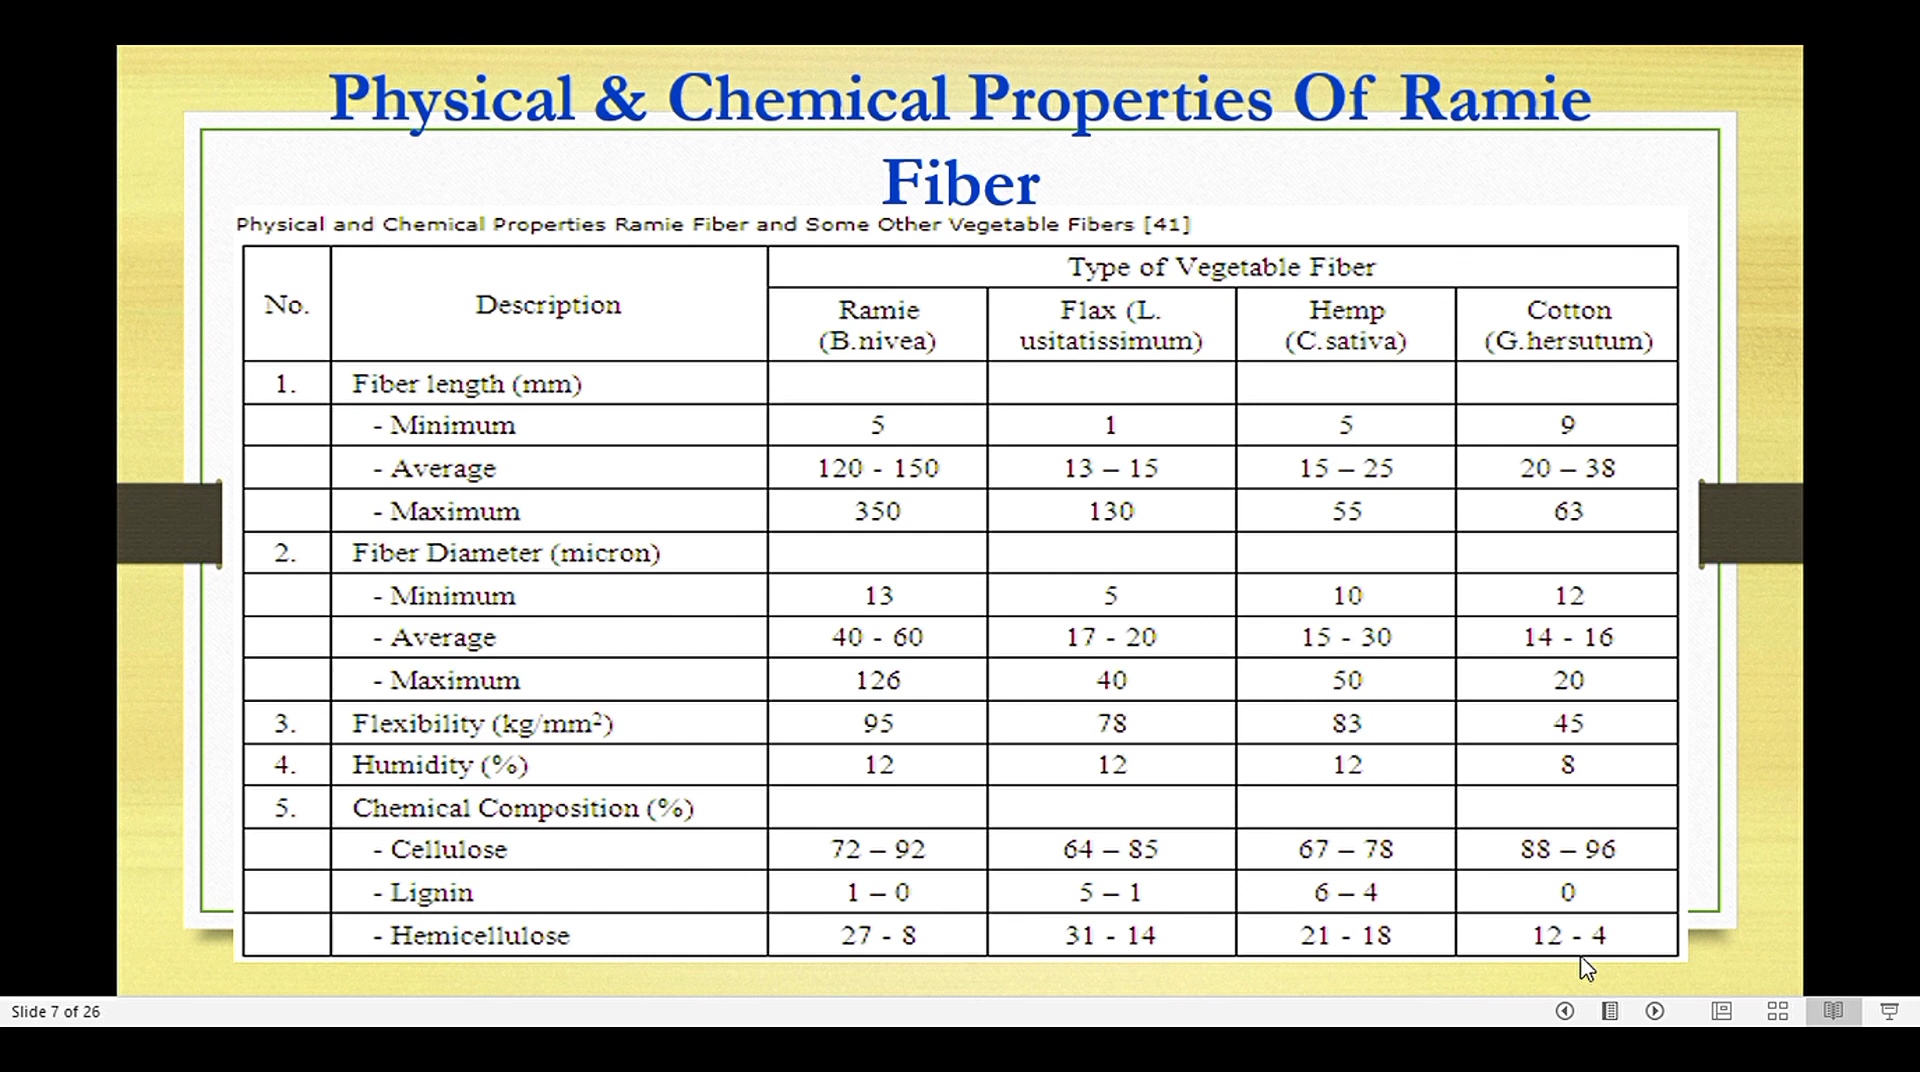 Physical & Chemical Properties Of Ramie
Fiber
Physical and Chemical Properties Ramie Fiber and Some Other Vegetable Fibers [41]
No. Description Type of Vegetable Fiber
Ramie (B.nivea) Flax (L. usitatissimum) Hemp (C.sativa) Cotton (G.hersutum)
1. Fiber length (mm)
- Minimum 5 1 5 9
- Average 120 - 150 13 – 15 15 – 25 20 – 38
- Maximum 350 130 55 63
2. Fiber Diameter (micron)
- Minimum 13 5 10 12
- Average 40 - 60 17 - 20 15 - 30 14 - 16
- Maximum 126 40 50 20
3. Flexibility (kg/mm²) 95 78 83 45
4. Humidity (%) 12 12 12 8
5. Chemical Composition (%)
- Cellulose 72 – 92 64 – 85 67 – 78 88 – 96
- Lignin 1 – 0 5 – 1 6 – 4 0
- Hemicellulose 27 - 8 31 - 14 21 - 18 12 - 4
Slide 7 of 26